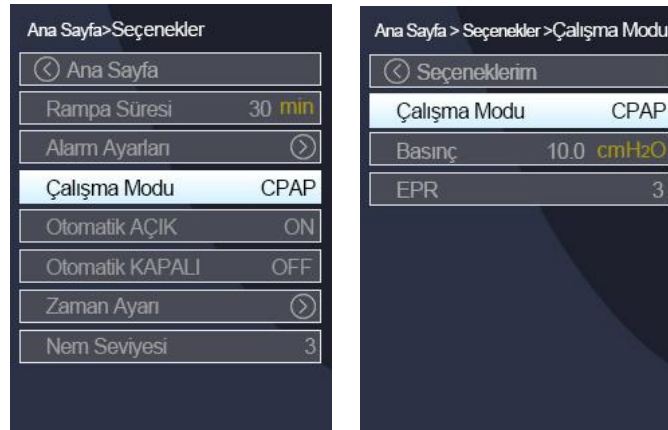 Ana Sayfa>Seçenekler
Ana Sayfa
Rampa Süresi 30 min
Alarm Ayarları
Çalışma Modu CPAP
Otomatik AÇIK ON
Otomatik KAPALI OFF
Zaman Ayarı
Nem Seviyesi 3
Ana Sayfa > Seçenekler >Çalışma Modu
Seçeneklerim
Çalışma Modu CPAP
Basınç 10.0 cmH2O
EPR 3